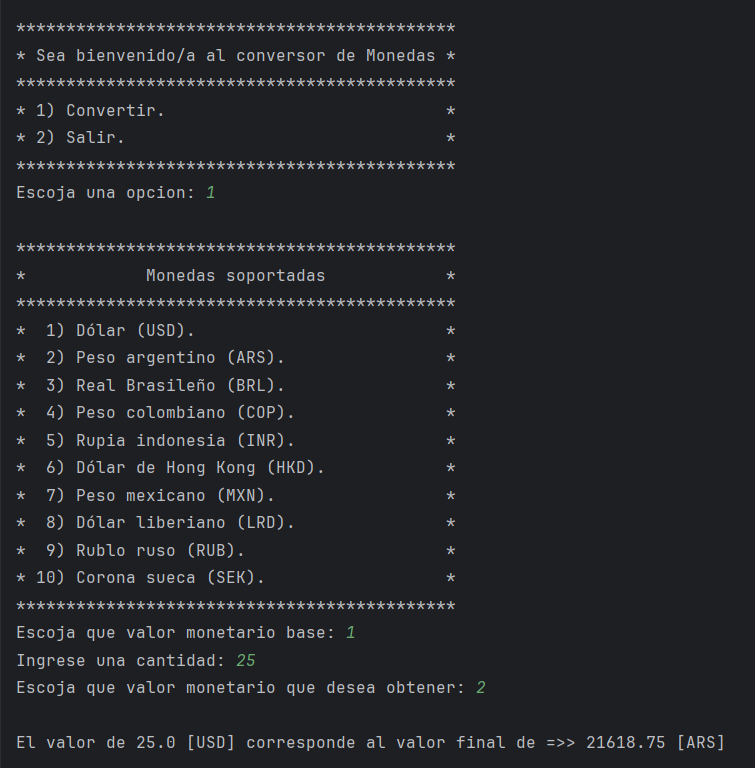 ********************************************
* Sea bienvenido/a al conversor de Monedas *
********************************************
* 1) Convertir.                            *
* 2) Salir.                                *
********************************************
Escoja una opcion: 1
********************************************
*            Monedas soportadas            *
********************************************
*  1) Dólar (USD).                         *
*  2) Peso argentino (ARS).                *
*  3) Real Brasileño (BRL).                *
*  4) Peso colombiano (COP).               *
*  5) Rupia indonesia (INR).               *
*  6) Dólar de Hong Kong (HKD).            *
*  7) Peso mexicano (MXN).                 *
*  8) Dólar liberiano (LRD).               *
*  9) Rublo ruso (RUB).                    *
* 10) Corona sueca (SEK).                  *
********************************************
Escoja que valor monetario base: 1
Ingrese una cantidad: 25
Escoja que valor monetario que desea obtener: 2
El valor de 25.0 [USD] corresponde al valor final de =>> 21618.75 [ARS]